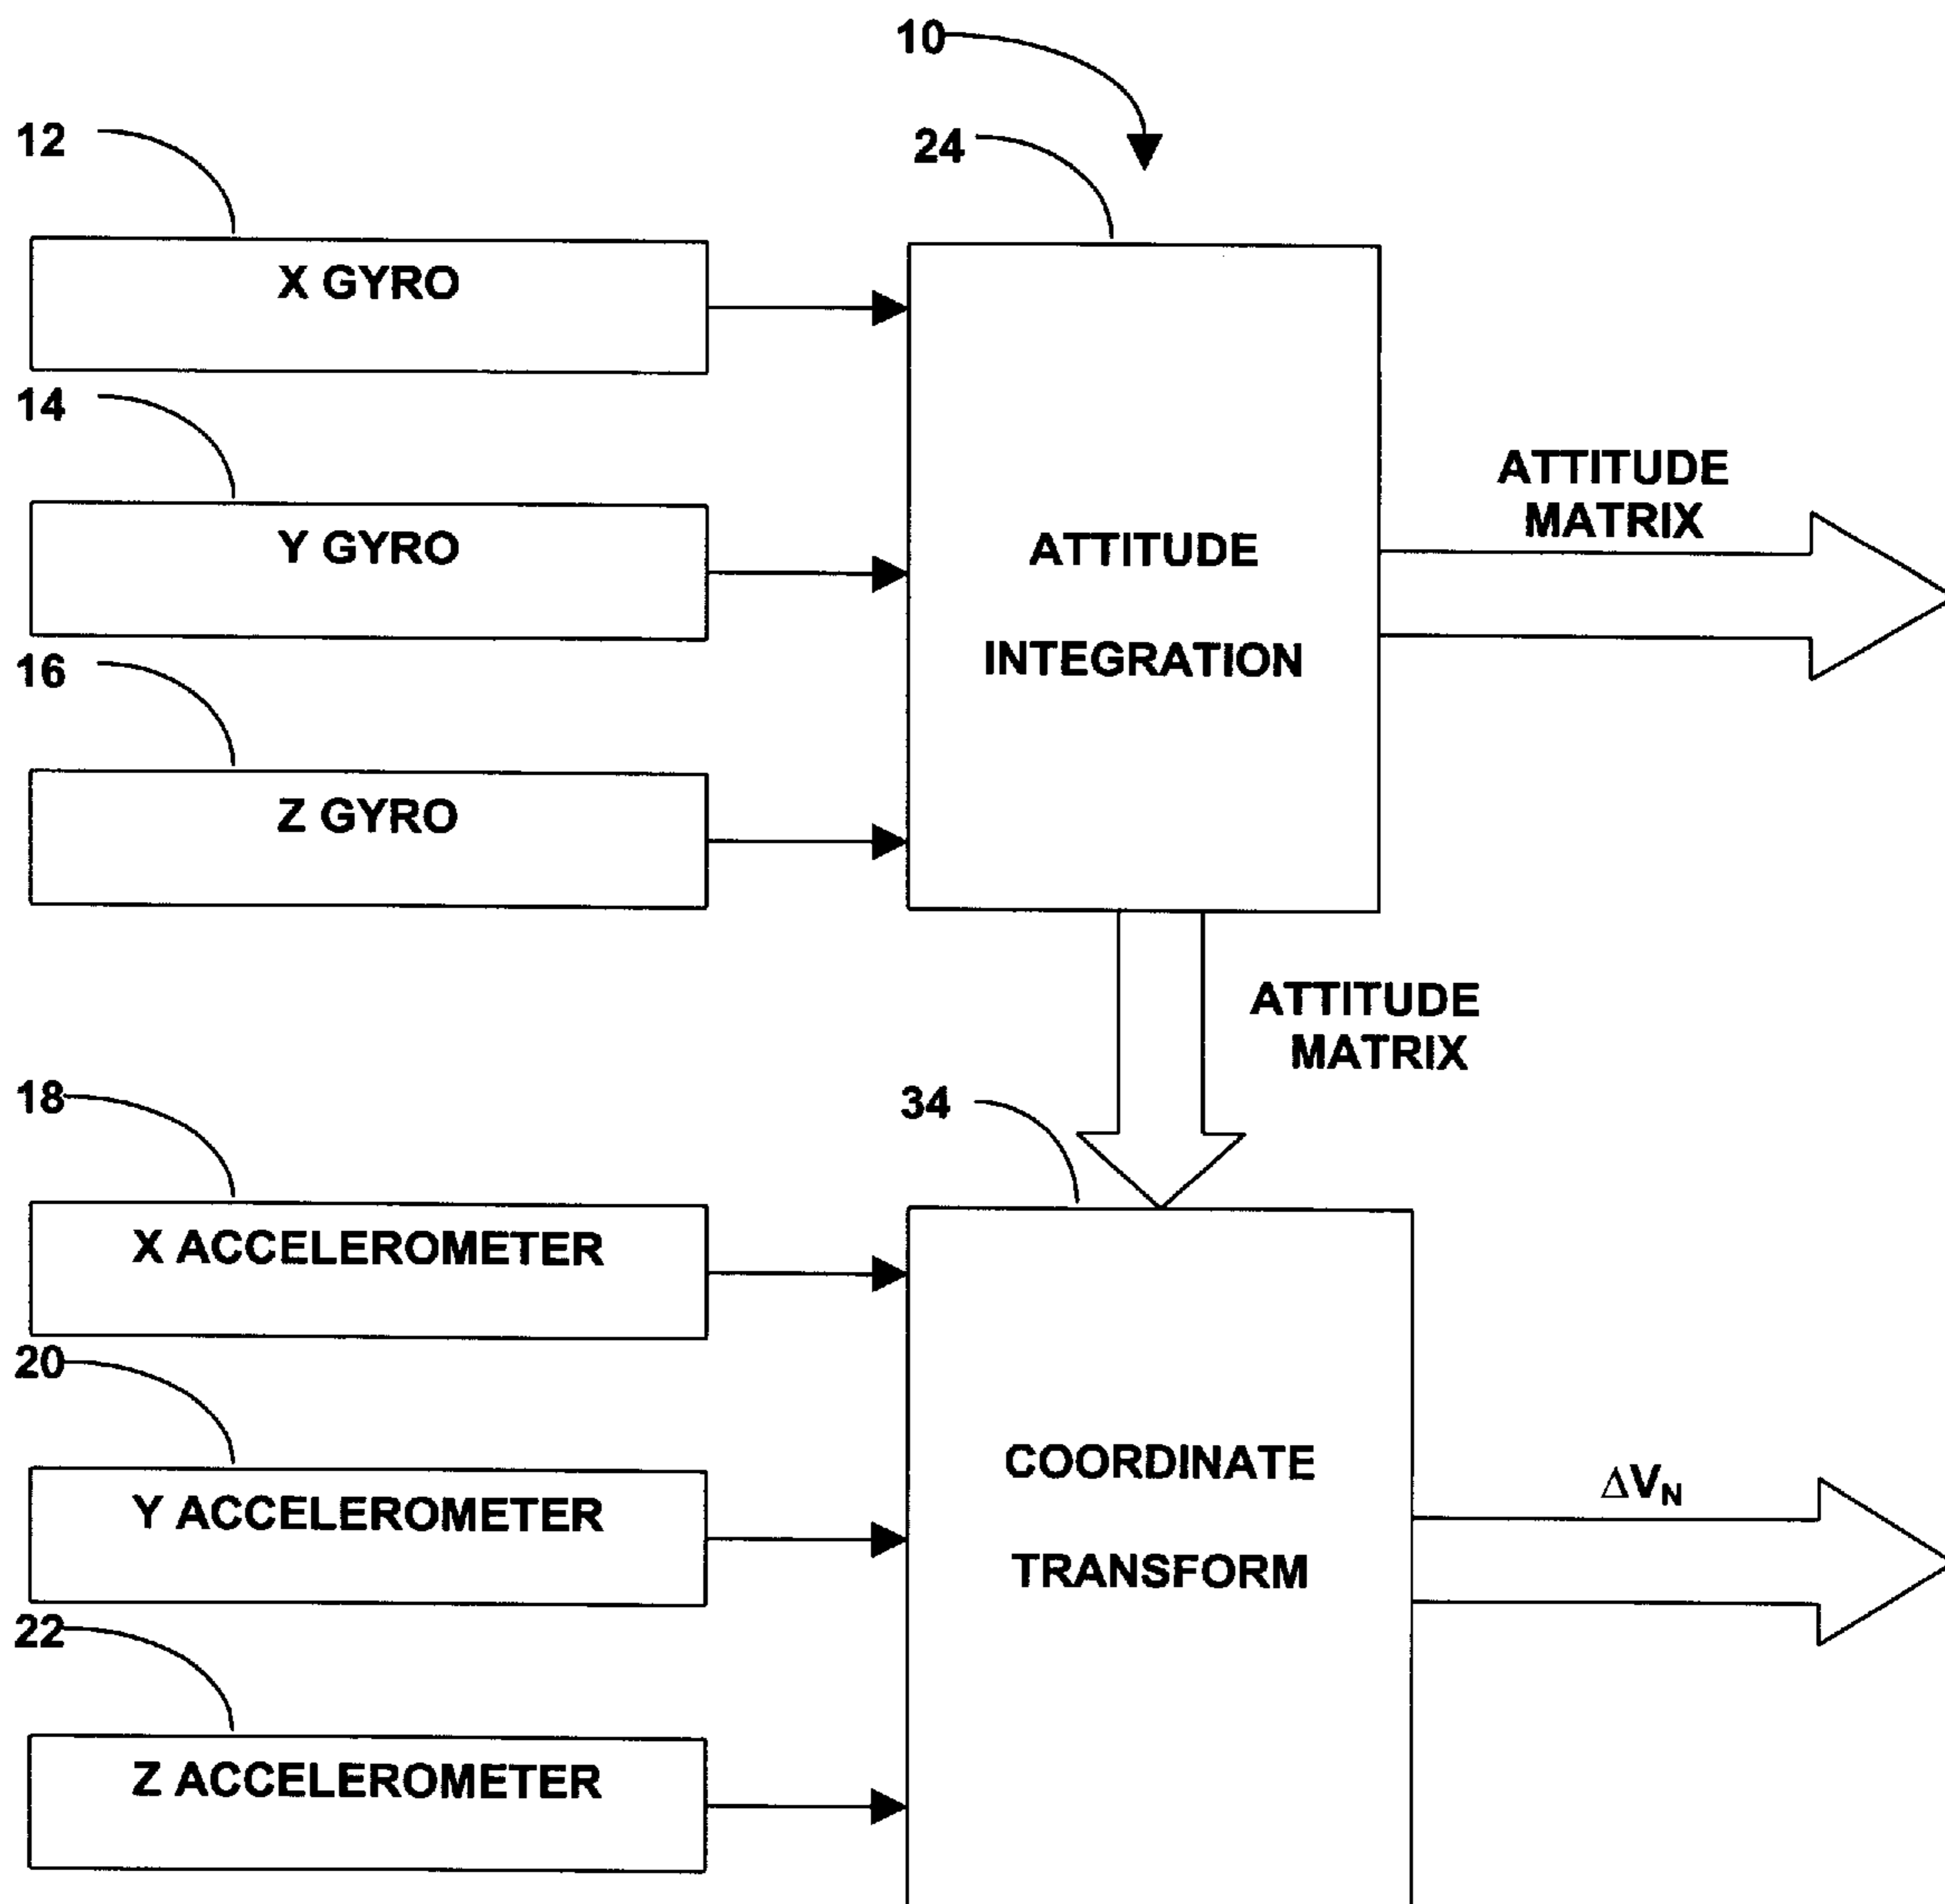 10
12
24
X GYRO
14
Y GYRO
ATTITUDE
INTEGRATION
ATTITUDE
MATRIX
16
Z GYRO
ATTITUDE
MATRIX
18
34
X ACCELEROMETER
20
Y ACCELEROMETER
COORDINATE
TRANSFORM
ΔVN
22
Z ACCELEROMETER